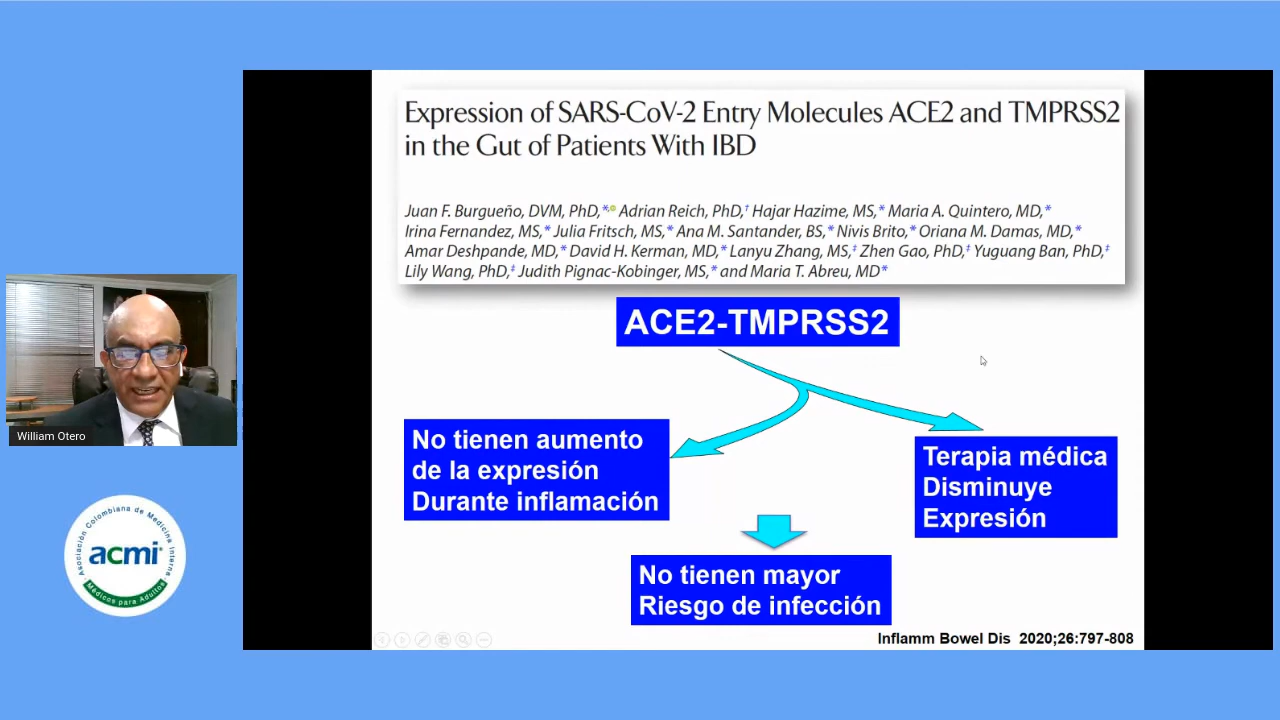 Expression of SARS-CoV-2 Entry Molecules ACE2 and TMPRSS2
in the Gut of Patients With IBD
Juan F. Burgueño, DVM, PhD,*,● Adrian Reich, PhD,† Hajar Hazime, MS,* Maria A. Quintero, MD,*
Irina Fernandez, MS,* Julia Fritsch, MS,* Ana M. Santander, BS,* Nivis Brito,* Oriana M. Damas, MD,*
Amar Deshpande, MD,* David H. Kerman, MD,* Lanyu Zhang, MS,‡ Zhen Gao, PhD,‡ Yuguang Ban, PhD,‡
Lily Wang, PhD,‡ Judith Pignac-Kobinger, MS,* and Maria T. Abreu, MD*
ACE2-TMPRSS2
No tienen aumento
de la expresión
Durante inflamación
Terapia médica
Disminuye
Expresión
No tienen mayor
Riesgo de infección
Inflamm Bowel Dis 2020;26:797-808
William Otero
Asociación Colombiana de Medicina Interna
acmi
Médicos para Adultos